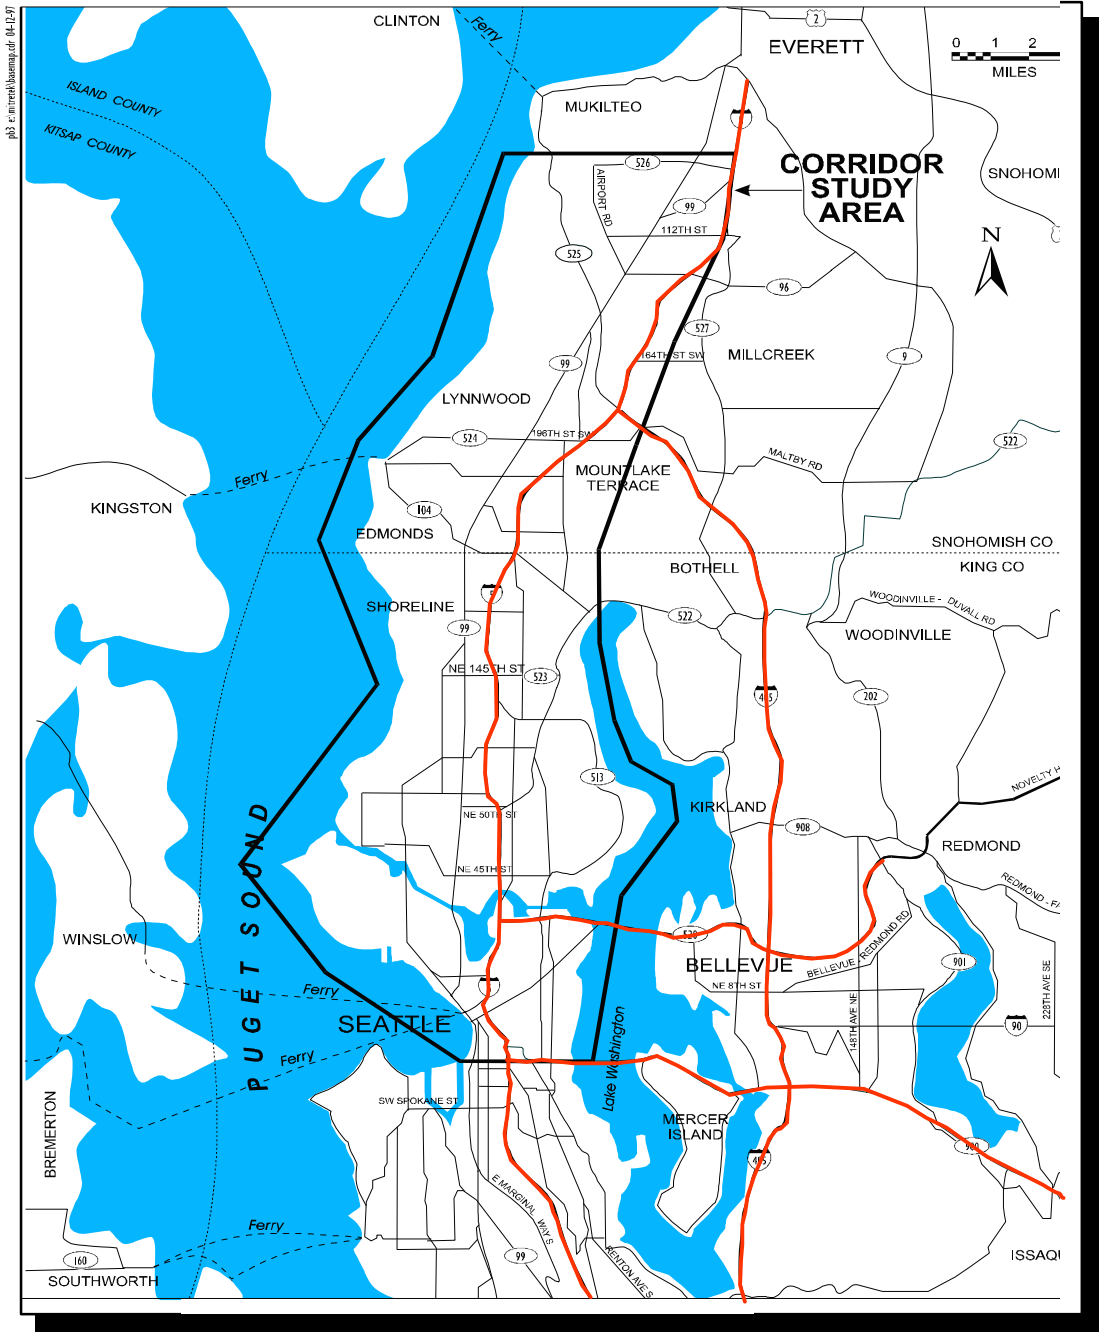 pb3 e:\mitretek\basemap.cdr 04-12-97
CLINTON
Ferry
2
EVERETT
0 1 2
MILES
ISLAND COUNTY
KITSAP COUNTY
MUKILTEO
526
CORRIDOR
STUDY
AREA
SNOHOMI
AIRPORT RD
99
112TH ST
N
525
96
527
164TH ST SW
MILLCREEK
9
99
LYNNWOOD
524
196TH ST SW
522
MALTBY RD
Ferry
MOUNTLAKE
TERRACE
KINGSTON
104
EDMONDS
SNOHOMISH CO
KING CO
BOTHELL
5
SHORELINE
WOODINVILLE - DUVALL RD
522
99
WOODINVILLE
NE 145TH ST
523
405
202
513
NOVELTY H
KIRKLAND
NE 50TH ST
908
REDMOND
NE 45TH ST
REDMOND - FA
PUGET SOUND
WINSLOW
520
BELLEVUE
BELLEVUE - REDMOND RD
901
NE 8TH ST
Ferry
SEATTLE
Lake Washington
148TH AVE NE
228TH AVE SE
90
Ferry
SW SPOKANE ST
MERCER
ISLAND
BREMERTON
900
405
E MARGINAL WAY S
Ferry
99
RENTON AVE S
160
SOUTHWORTH
ISSAQU